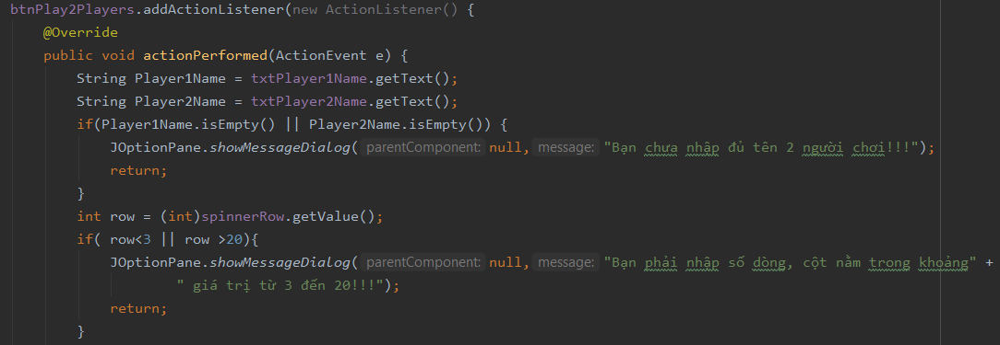 btnPlay2Players.addActionListener(new ActionListener() {
@Override
public void actionPerformed(ActionEvent e) {
String Player1Name = txtPlayer1Name.getText();
String Player2Name = txtPlayer2Name.getText();
if(Player1Name.isEmpty() || Player2Name.isEmpty()) {
JOptionPane.showMessageDialog( parentComponent: null, message: "Bạn chưa nhập đủ tên 2 người chơi!!!");
return;
}
int row = (int)spinnerRow.getValue();
if( row<3 || row >20){
JOptionPane.showMessageDialog( parentComponent: null, message: "Bạn phải nhập số dòng, cột nằm trong khoảng" +
" giá trị từ 3 đến 20!!!");
return;
}